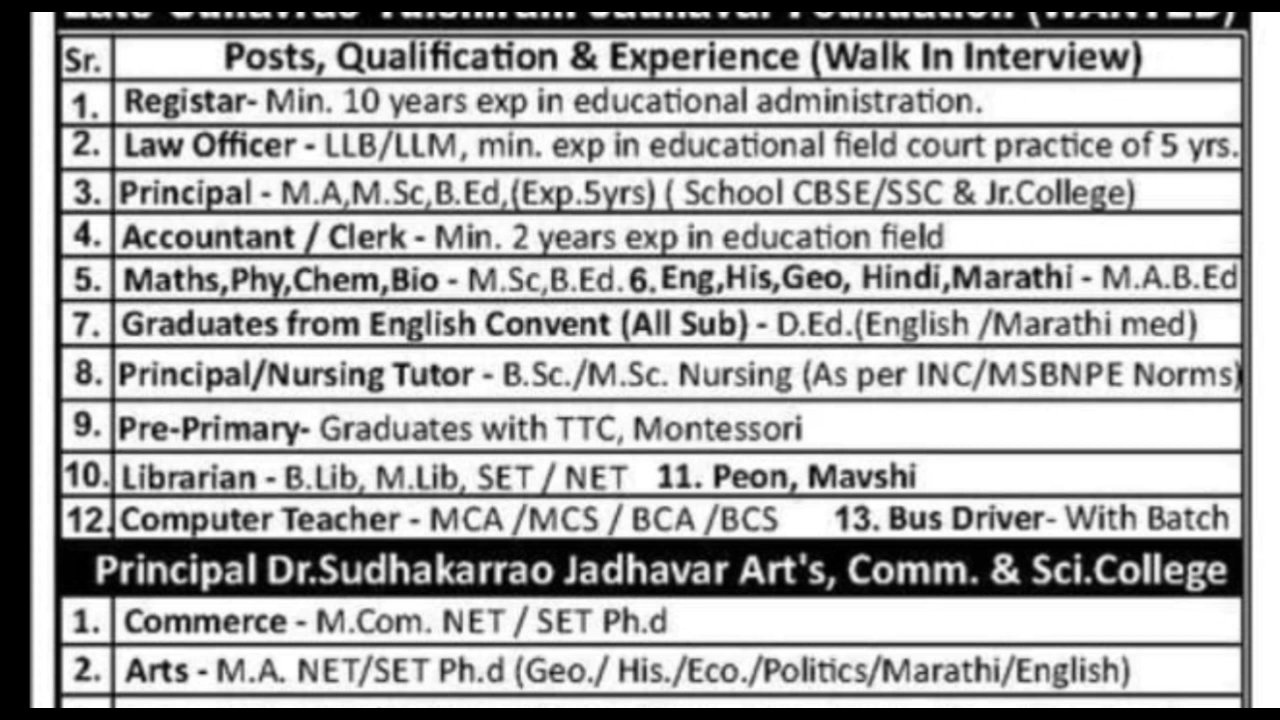 Jadhavar Foundation (WANTED)
Sr. Posts, Qualification & Experience (Walk In Interview)
1. Registar- Min. 10 years exp in educational administration.
2. Law Officer - LLB/LLM, min. exp in educational field court practice of 5 yrs.
3. Principal - M.A,M.Sc,B.Ed,(Exp.5yrs) ( School CBSE/SSC & Jr.College)
4. Accountant / Clerk - Min. 2 years exp in education field
5. Maths,Phy,Chem,Bio - M.Sc,B.Ed. 6. Eng,His,Geo, Hindi,Marathi - M.A.B.Ed
7. Graduates from English Convent (All Sub) - D.Ed.(English /Marathi med)
8. Principal/Nursing Tutor - B.Sc./M.Sc. Nursing (As per INC/MSBNPE Norms)
9. Pre-Primary- Graduates with TTC, Montessori
10. Librarian - B.Lib, M.Lib, SET / NET 11. Peon, Mavshi
12. Computer Teacher - MCA /MCS / BCA /BCS 13. Bus Driver- With Batch
Principal Dr.Sudhakarrao Jadhavar Art's, Comm. & Sci.College
1. Commerce - M.Com. NET / SET Ph.d
2. Arts - M.A. NET/SET Ph.d (Geo./ His./Eco./Politics/Marathi/English)